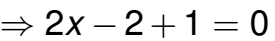 ⇒ 2x − 2 + 1 = 0